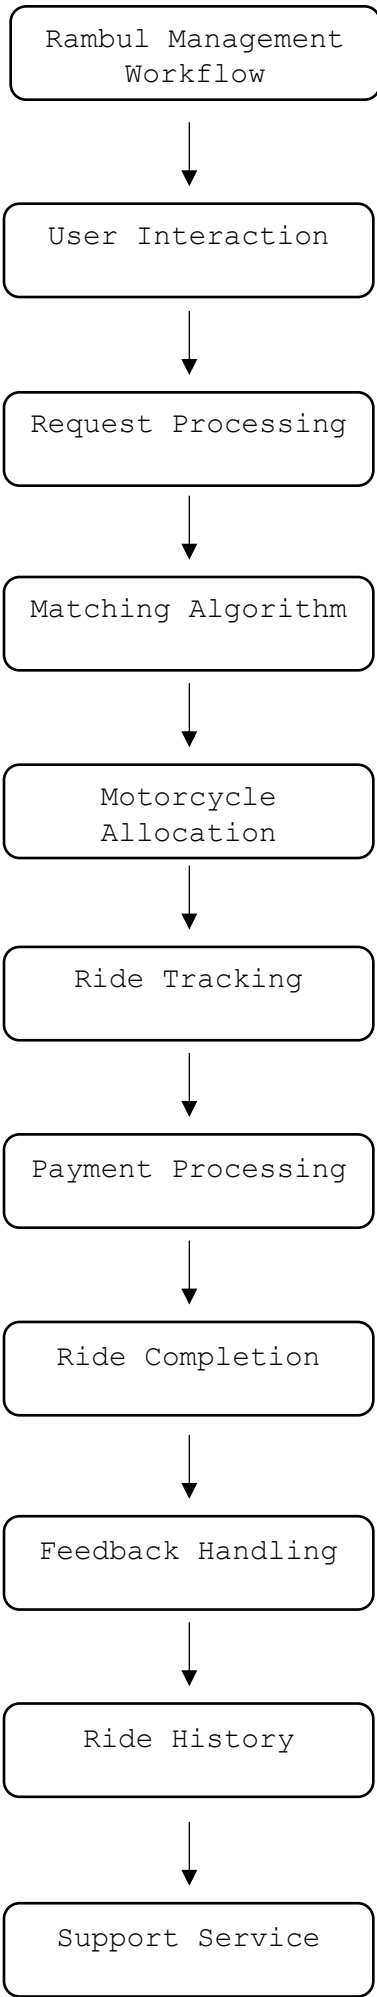 Rambul Management
Workflow
User Interaction
Request Processing
Matching Algorithm
Motorcycle
Allocation
Ride Tracking
Payment Processing
Ride Completion
Feedback Handling
Ride History
Support Service